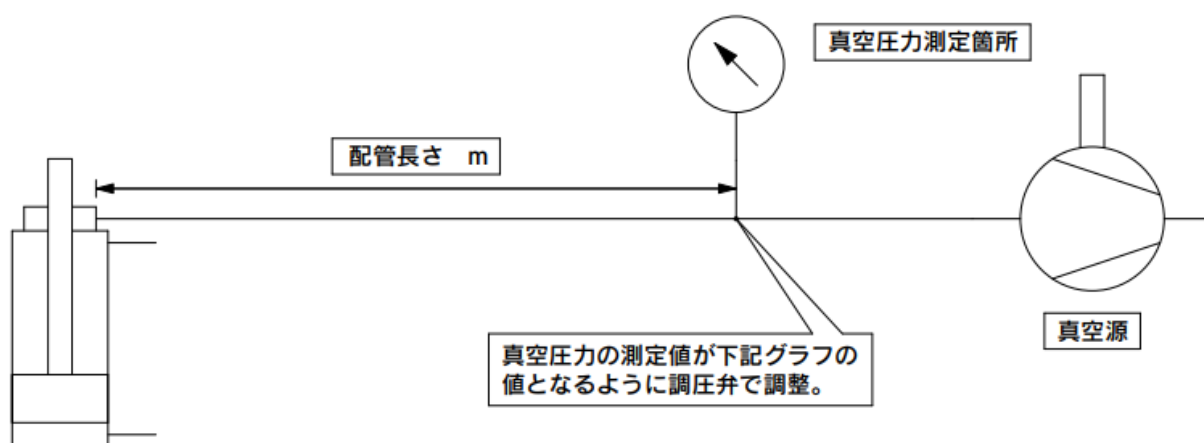 真空圧力測定箇所
配管長さ　m
真空圧力の測定値が下記グラフの
値となるように調圧弁で調整。
真空源